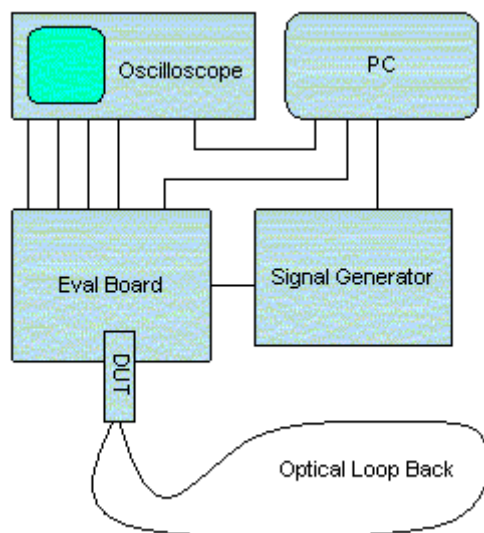 Oscilloscope
PC
Eval Board
Signal Generator
DUT
Optical Loop Back